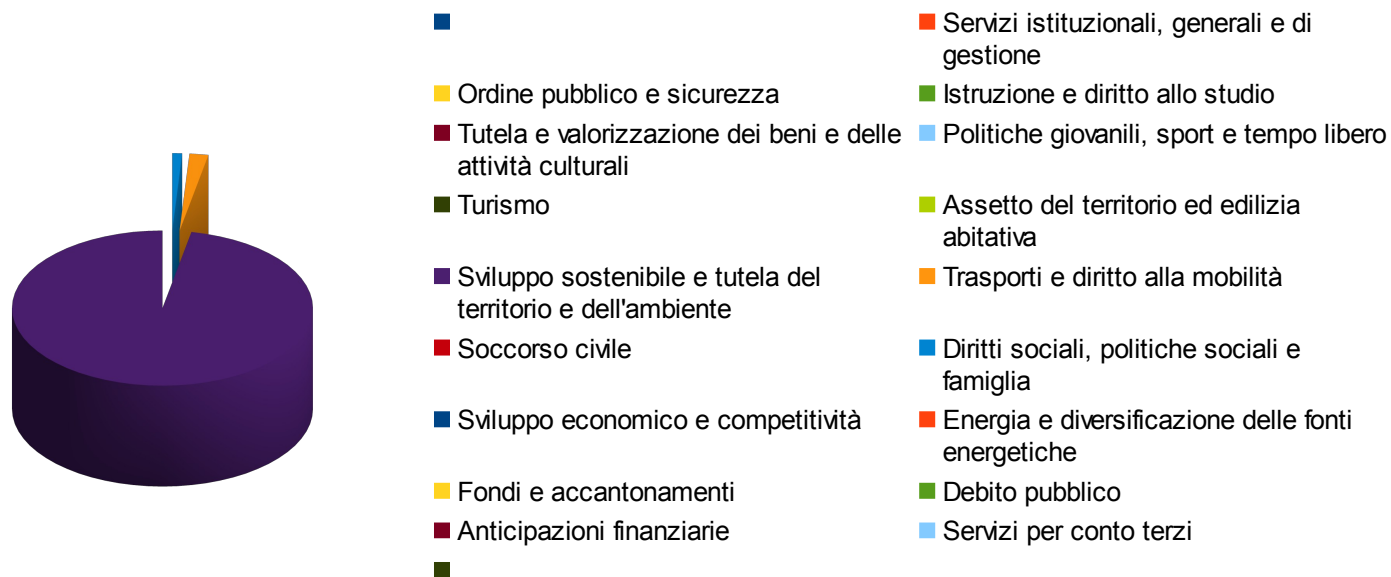 Servizi istituzionali, generali e di
gestione
Ordine pubblico e sicurezza
Istruzione e diritto allo studio
Tutela e valorizzazione dei beni e delle
attività culturali
Politiche giovanili, sport e tempo libero
Turismo
Assetto del territorio ed edilizia
abitativa
Sviluppo sostenibile e tutela del
territorio e dell'ambiente
Trasporti e diritto alla mobilità
Soccorso civile
Diritti sociali, politiche sociali e
famiglia
Sviluppo economico e competitività
Energia e diversificazione delle fonti
energetiche
Fondi e accantonamenti
Debito pubblico
Anticipazioni finanziarie
Servizi per conto terzi